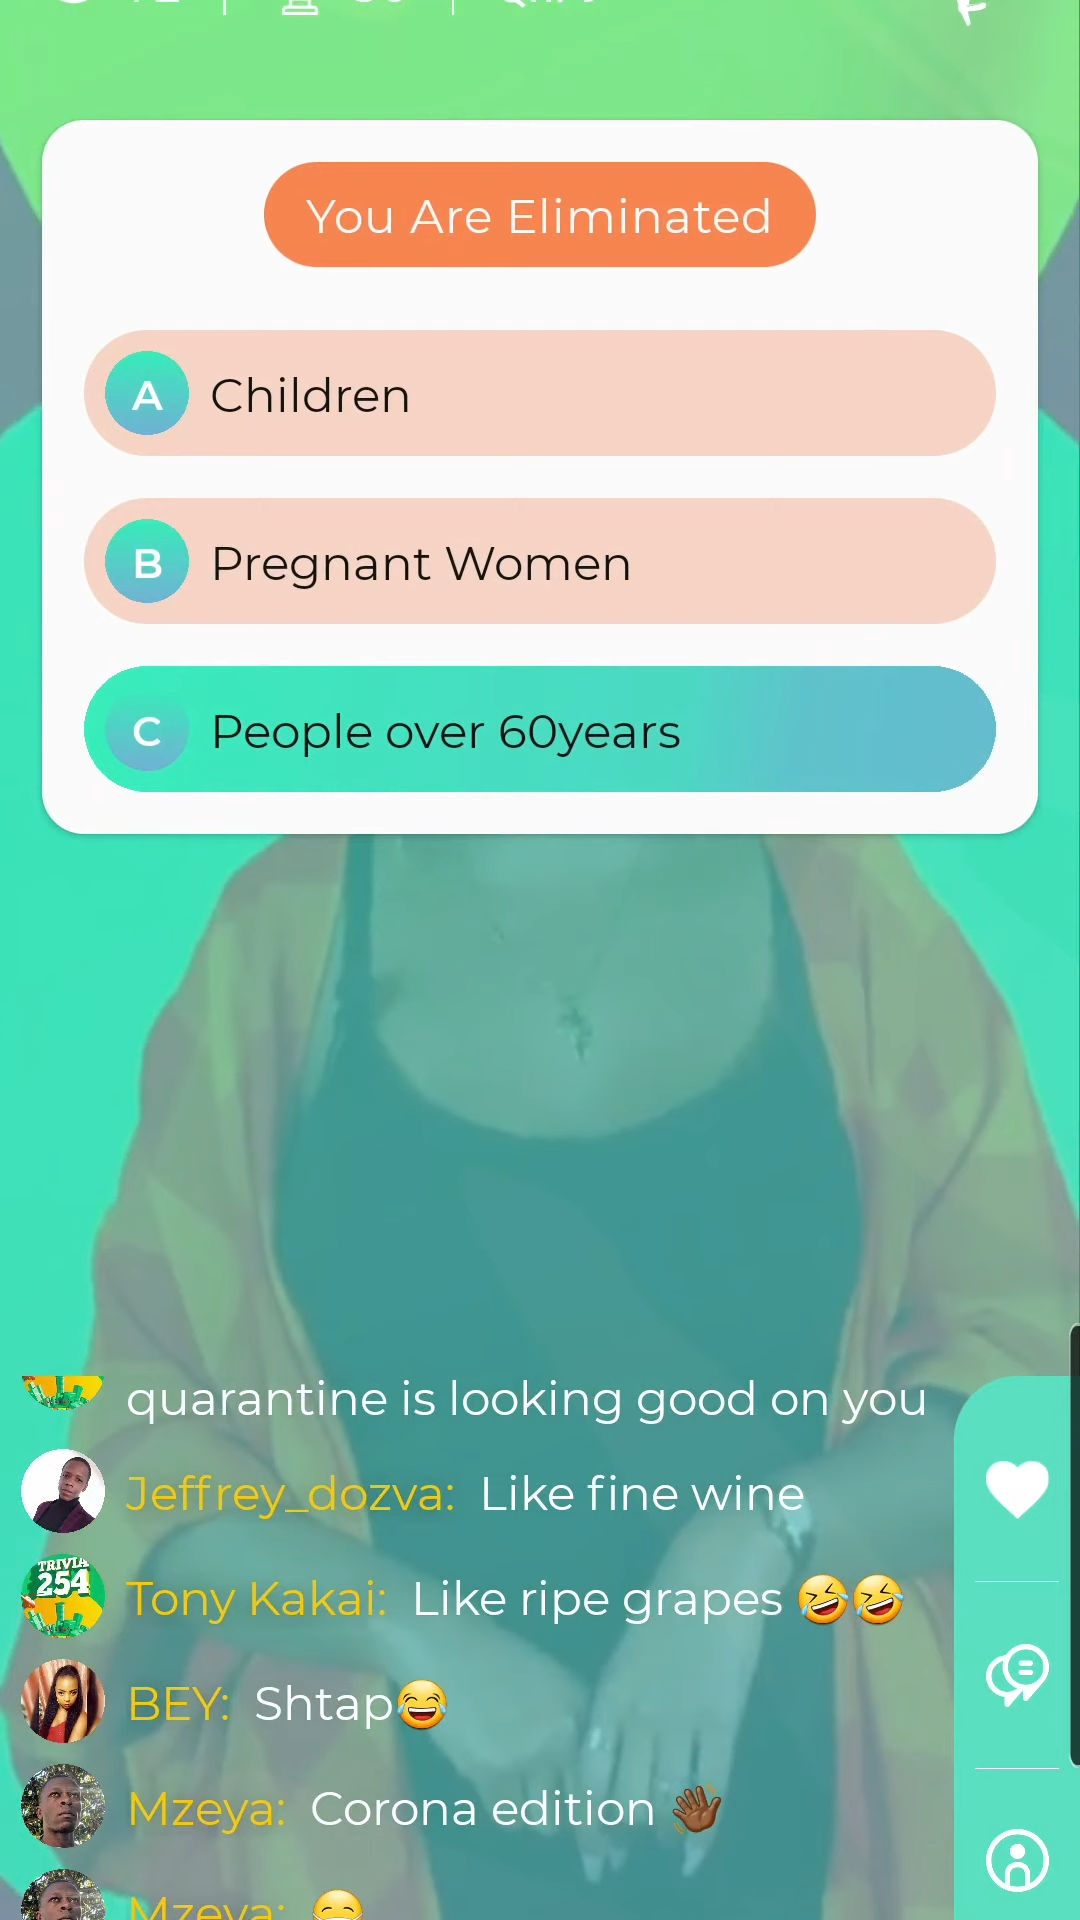 You Are Eliminated
A Children
B Pregnant Women
C People over 60years
quarantine is looking good on you
Jeffrey_dozva: Like fine wine
TRIVIA
254
Tony Kakai: Like ripe grapes 🤣🤣
BEY: Shtap😂
Mzeya: Corona edition 👋🏾
Mzeya: 😂